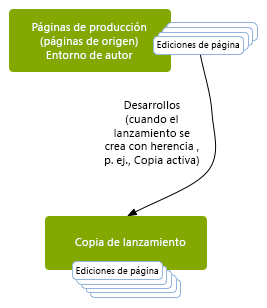 Páginas de producción
(páginas de origen)
Entorno de autor
Ediciones de página
Desarrollos
(cuando el
lanzamiento se
crea con herencia ,
p. ej., Copia activa)
Copia de lanzamiento
Ediciones de página